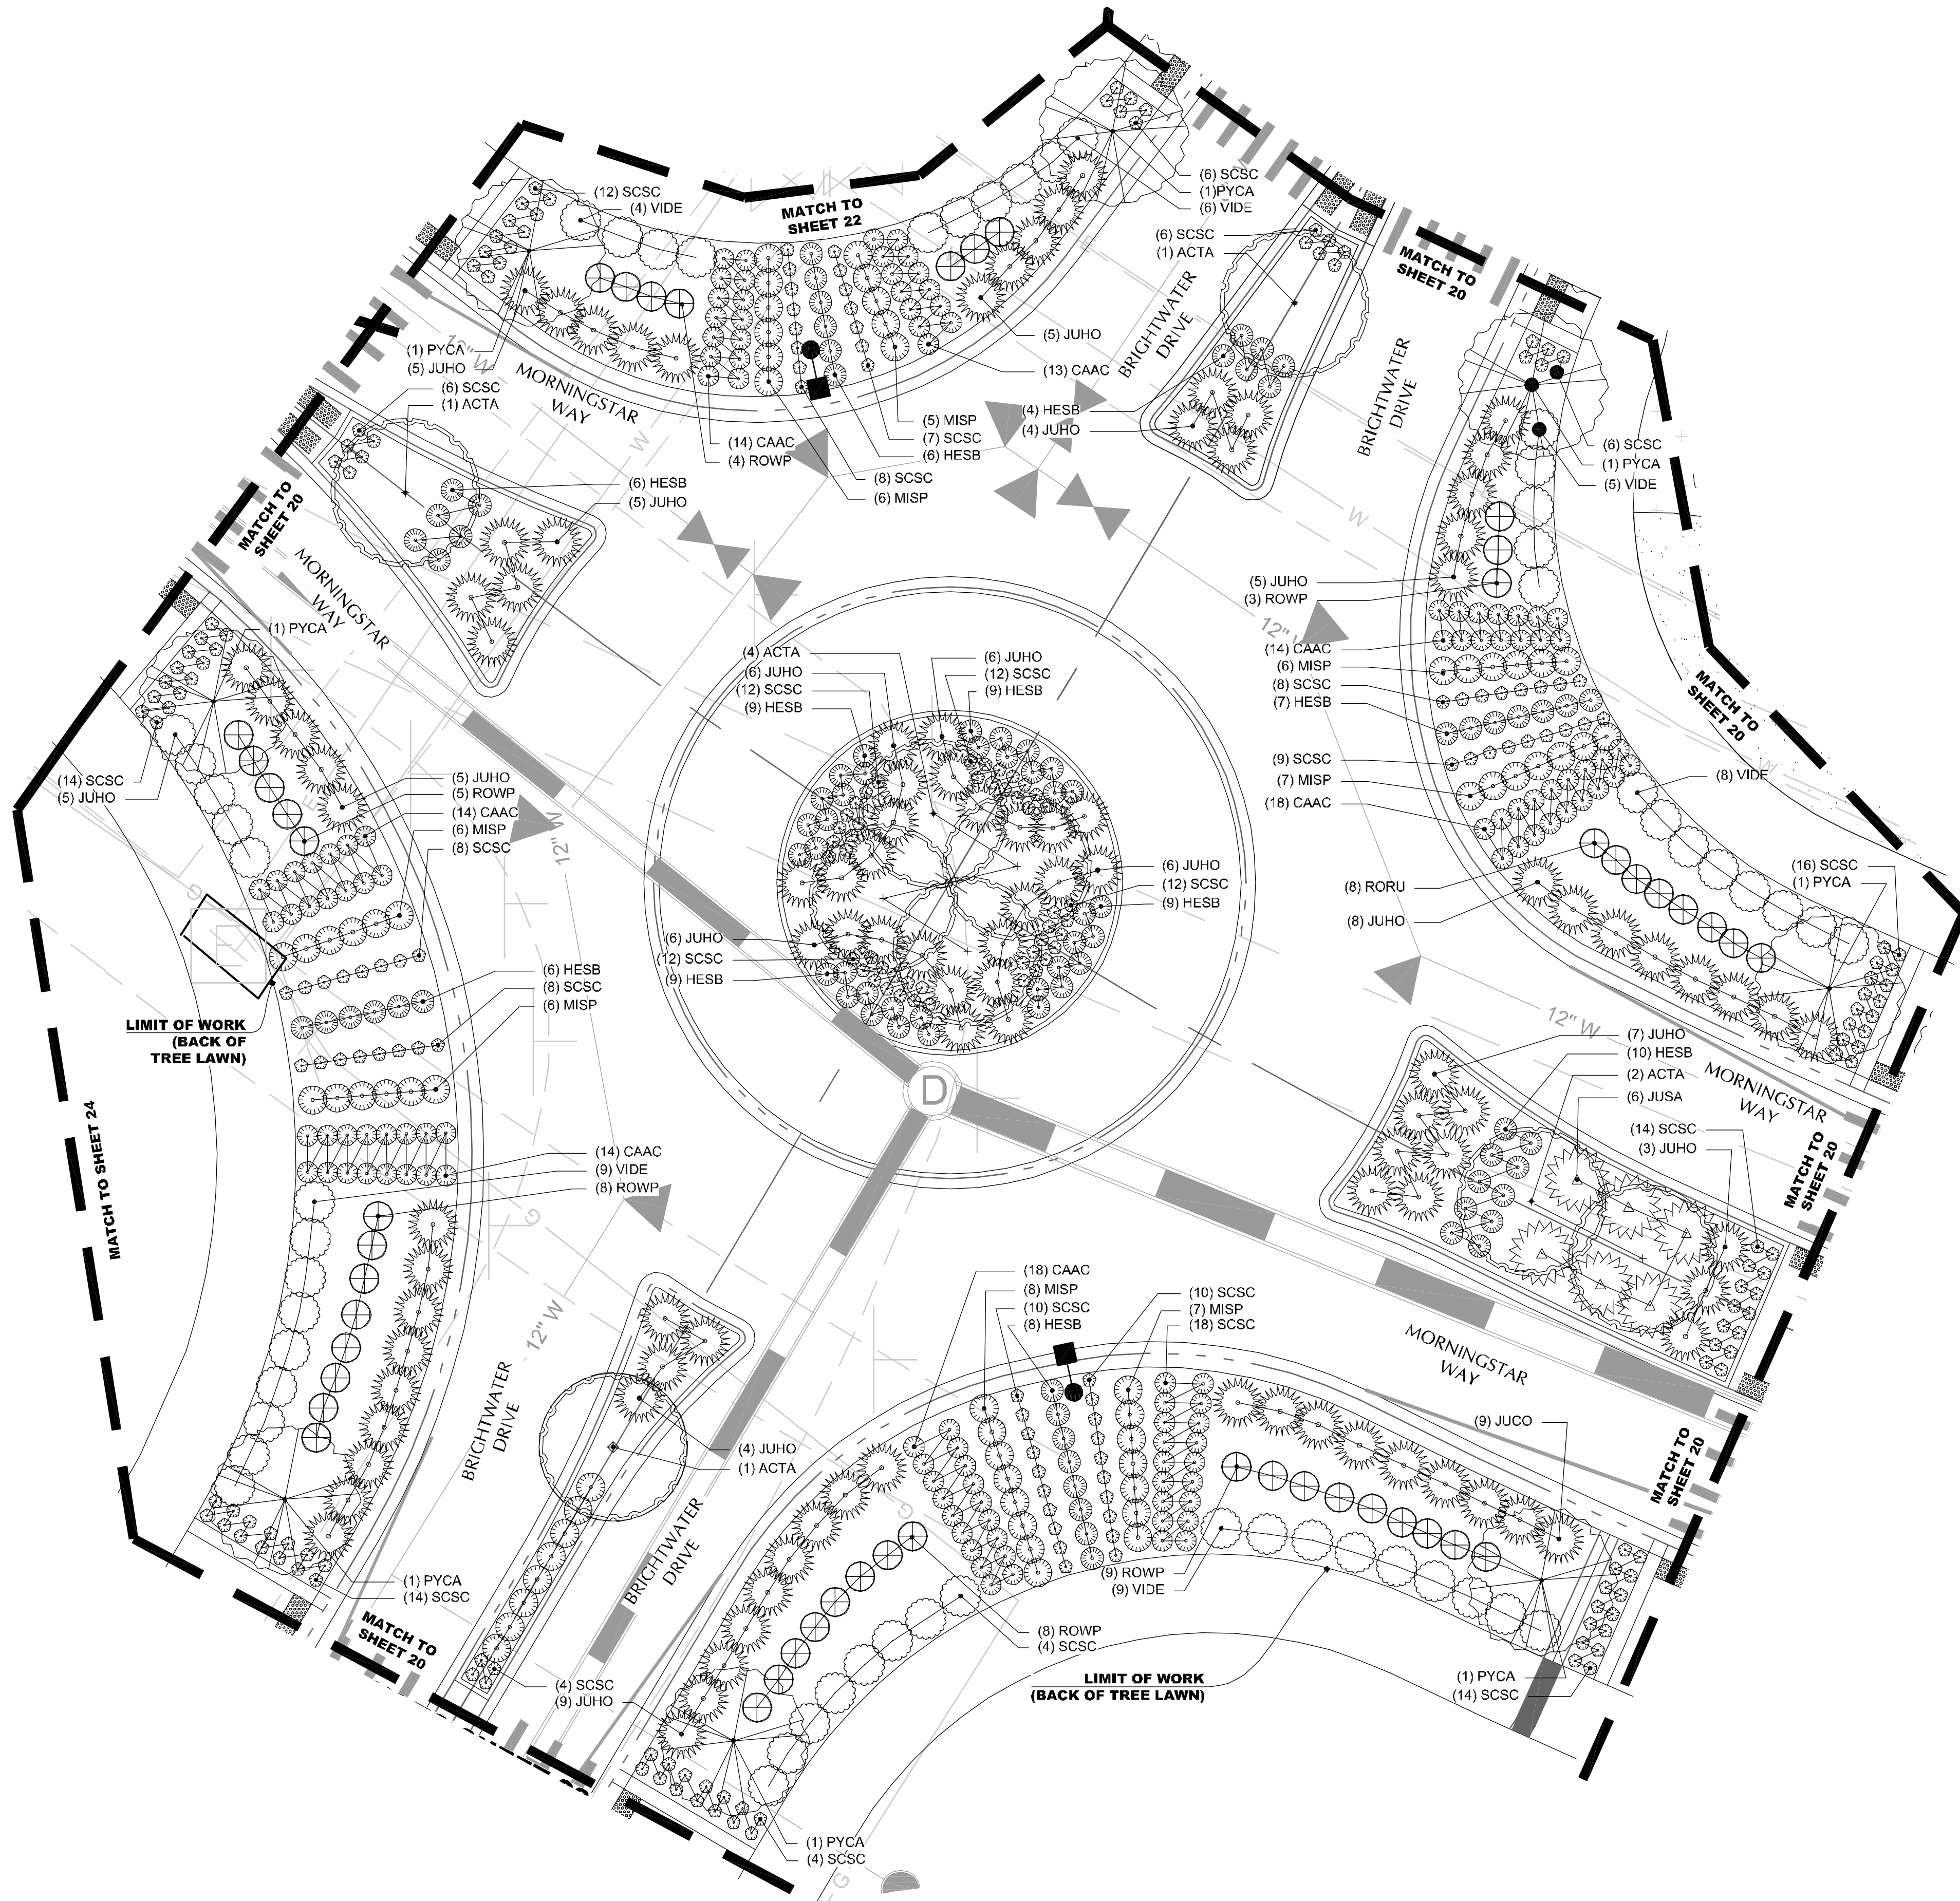 (12) SCSC
(4) VIDE
MATCH TO
SHEET 22
(6) SCSC
(1) PYCA
(6) VIDE
(6) SCSC
(1) ACTA
MATCH TO
SHEET 20
BRIGHTWATER
DRIVE
BRIGHTWATER
DRIVE
12" W
(1) PYCA
(5) JUHO
(6) SCSC
(1) ACTA
MORNINGSTAR
WAY
W
(5) JUHO
(13) CAAC
(4) HESB
(4) JUHO
(5) MISP
(7) SCSC
(6) HESB
(14) CAAC
(4) ROWP
(8) SCSC
(6) MISP
(6) HESB
(5) JUHO
MATCH TO
SHEET 20
MORNINGSTAR
WAY
W
(6) SCSC
(1) PYCA
(5) VIDE
(5) JUHO
(3) ROWP
12" W
(14) CAAC
(6) MISP
(8) SCSC
(7) HESB
(9) SCSC
(7) MISP
(18) CAAC
MATCH TO
SHEET 20
W
(8) VIDE
(1) PYCA
(4) ACTA
(6) JUHO
(12) SCSC
(9) HESB
(6) JUHO
(12) SCSC
(9) HESB
(14) SCSC
(5) JUHO
(5) JUHO
(5) ROWP
(14) CAAC
(6) MISP
(8) SCSC
12" W
E
G
E
(6) JUHO
(12) SCSC
(9) HESB
(6) JUHO
(12) SCSC
(9) HESB
(8) RORU
(8) JUHO
(16) SCSC
(1) PYCA
(6) HESB
(8) SCSC
(6) MISP
LIMIT OF WORK
(BACK OF
TREE LAWN)
D
12" W
(7) JUHO
(10) HESB
(2) ACTA
(6) JUSA
(14) SCSC
(3) JUHO
MORNINGSTAR
WAY
MATCH TO
SHEET 20
MATCH TO SHEET 24
(14) CAAC
(9) VIDE
(8) ROWP
G
12" W
(18) CAAC
(8) MISP
(10) SCSC
(8) HESB
(10) SCSC
(7) MISP
(18) SCSC
MORNINGSTAR
WAY
BRIGHTWATER
DRIVE
(4) JUHO
(1) ACTA
(9) JUCO
MATCH TO
SHEET 20
G
BRIGHTWATER
DRIVE
(9) ROWP
(9) VIDE
(1) PYCA
(14) SCSC
MATCH TO
SHEET 20
(8) ROWP
(4) SCSC
LIMIT OF WORK
(BACK OF TREE LAWN)
(1) PYCA
(14) SCSC
(4) SCSC
(9) JUHO
(1) PYCA
(4) SCSC
G